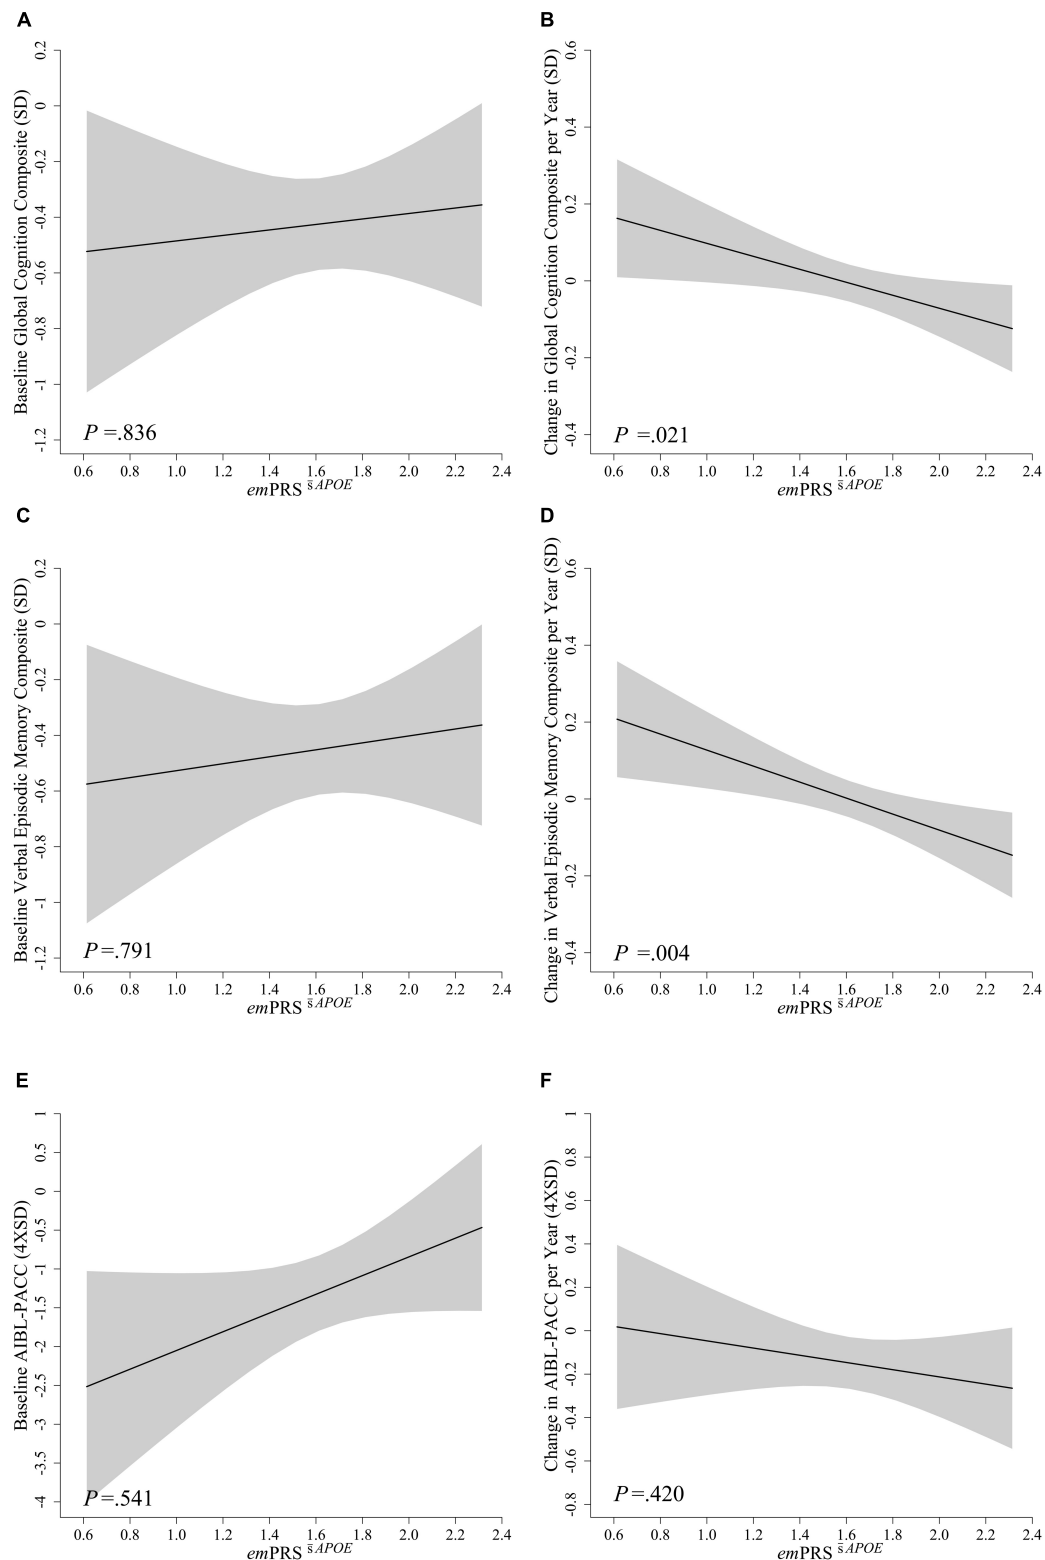 A
Baseline Global Cognition Composite (SD)
0.2
0
-0.2
-0.4
-0.6
-0.8
-1
-1.2
P =.836
0.6 0.8 1.0 1.2 1.4 1.6 1.8 2.0 2.2 2.4
emPRS s̄ APOE
B
Change in Global Cognition Composite per Year (SD)
0.6
0.4
0.2
0
-0.2
-0.4
P =.021
0.6 0.8 1.0 1.2 1.4 1.6 1.8 2.0 2.2 2.4
emPRS s̄ APOE
C
Baseline Verbal Episodic Memory Composite (SD)
0.2
0
-0.2
-0.4
-0.6
-0.8
-1
-1.2
P=.791
0.6 0.8 1.0 1.2 1.4 1.6 1.8 2.0 2.2 2.4
emPRS s̄ APOE
D
Change in Verbal Episodic Memory Composite per Year (SD)
0.6
0.4
0.2
0
-0.2
-0.4
P =.004
0.6 0.8 1.0 1.2 1.4 1.6 1.8 2.0 2.2 2.4
emPRS s̄ APOE
E
Baseline AIBL-PACC (4XSD)
1
0.5
0
-0.5
-1
-1.5
-2
-2.5
-3
-3.5
-4
P=.541
0.6 0.8 1.0 1.2 1.4 1.6 1.8 2.0 2.2 2.4
emPRS s̄ APOE
F
Change in AIBL-PACC per Year (4XSD)
1
0.8
0.6
0.4
0.2
0
-0.2
-0.4
-0.6
-0.8
P=.420
0.6 0.8 1.0 1.2 1.4 1.6 1.8 2.0 2.2 2.4
emPRS s̄ APOE